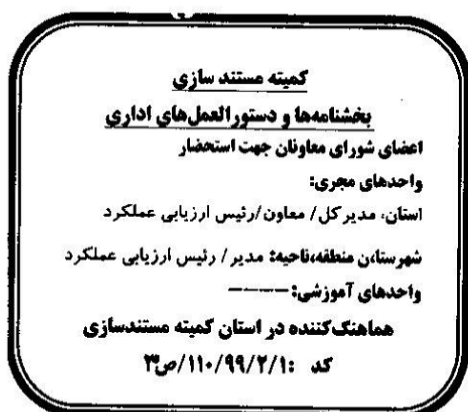 کمیته مستند سازی
بخشنامه‌ها و دستورالعمل‌های اداری
اعضای شورای معاونان جهت استحضار
واحدهای مجری:
استان، مدیرکل/ معاون/رئیس ارزیابی عملکرد
شهرستان، منطقه،ناحیه: مدیر/ رئیس ارزیابی عملکرد
واحدهای آموزشی: ----
هماهنگ‌کننده در استان کمیته مستندسازی
کد :۱۱۰/۹۹/۲/۱/ص۳